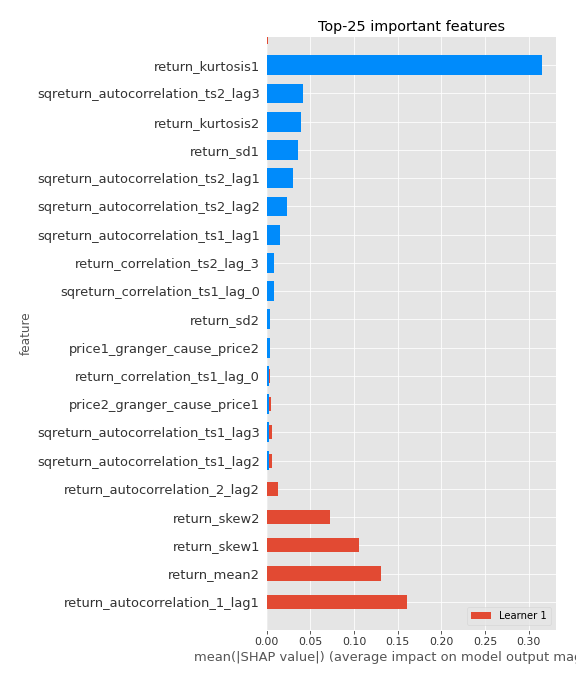 Top-25 important features
return_kurtosis1
sqreturn_autocorrelation_ts2_lag3
return_kurtosis2
return_sd1
sqreturn_autocorrelation_ts2_lag1
sqreturn_autocorrelation_ts2_lag2
sqreturn_autocorrelation_ts1_lag1
return_correlation_ts2_lag_3
sqreturn_correlation_ts1_lag_0
return_sd2
price1_granger_cause_price2
return_correlation_ts1_lag_0
price2_granger_cause_price1
sqreturn_autocorrelation_ts1_lag3
sqreturn_autocorrelation_ts1_lag2
return_autocorrelation_2_lag2
return_skew2
return_skew1
return_mean2
return_autocorrelation_1_lag1
feature
Learner 1
0.00 0.05 0.10 0.15 0.20 0.25 0.30
mean(|SHAP value|) (average impact on model output mag